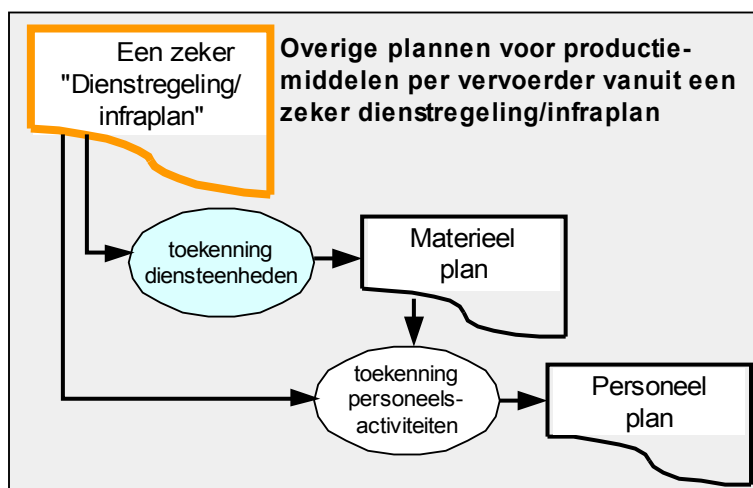 Een zeker
"Dienstregeling/
infraplan"
Overige plannen voor productie-
middelen per vervoerder vanuit een
zeker dienstregeling/infraplan
toekenning
diensteenheden
Materieel
plan
toekenning
personeels-
activiteiten
Personeel
plan